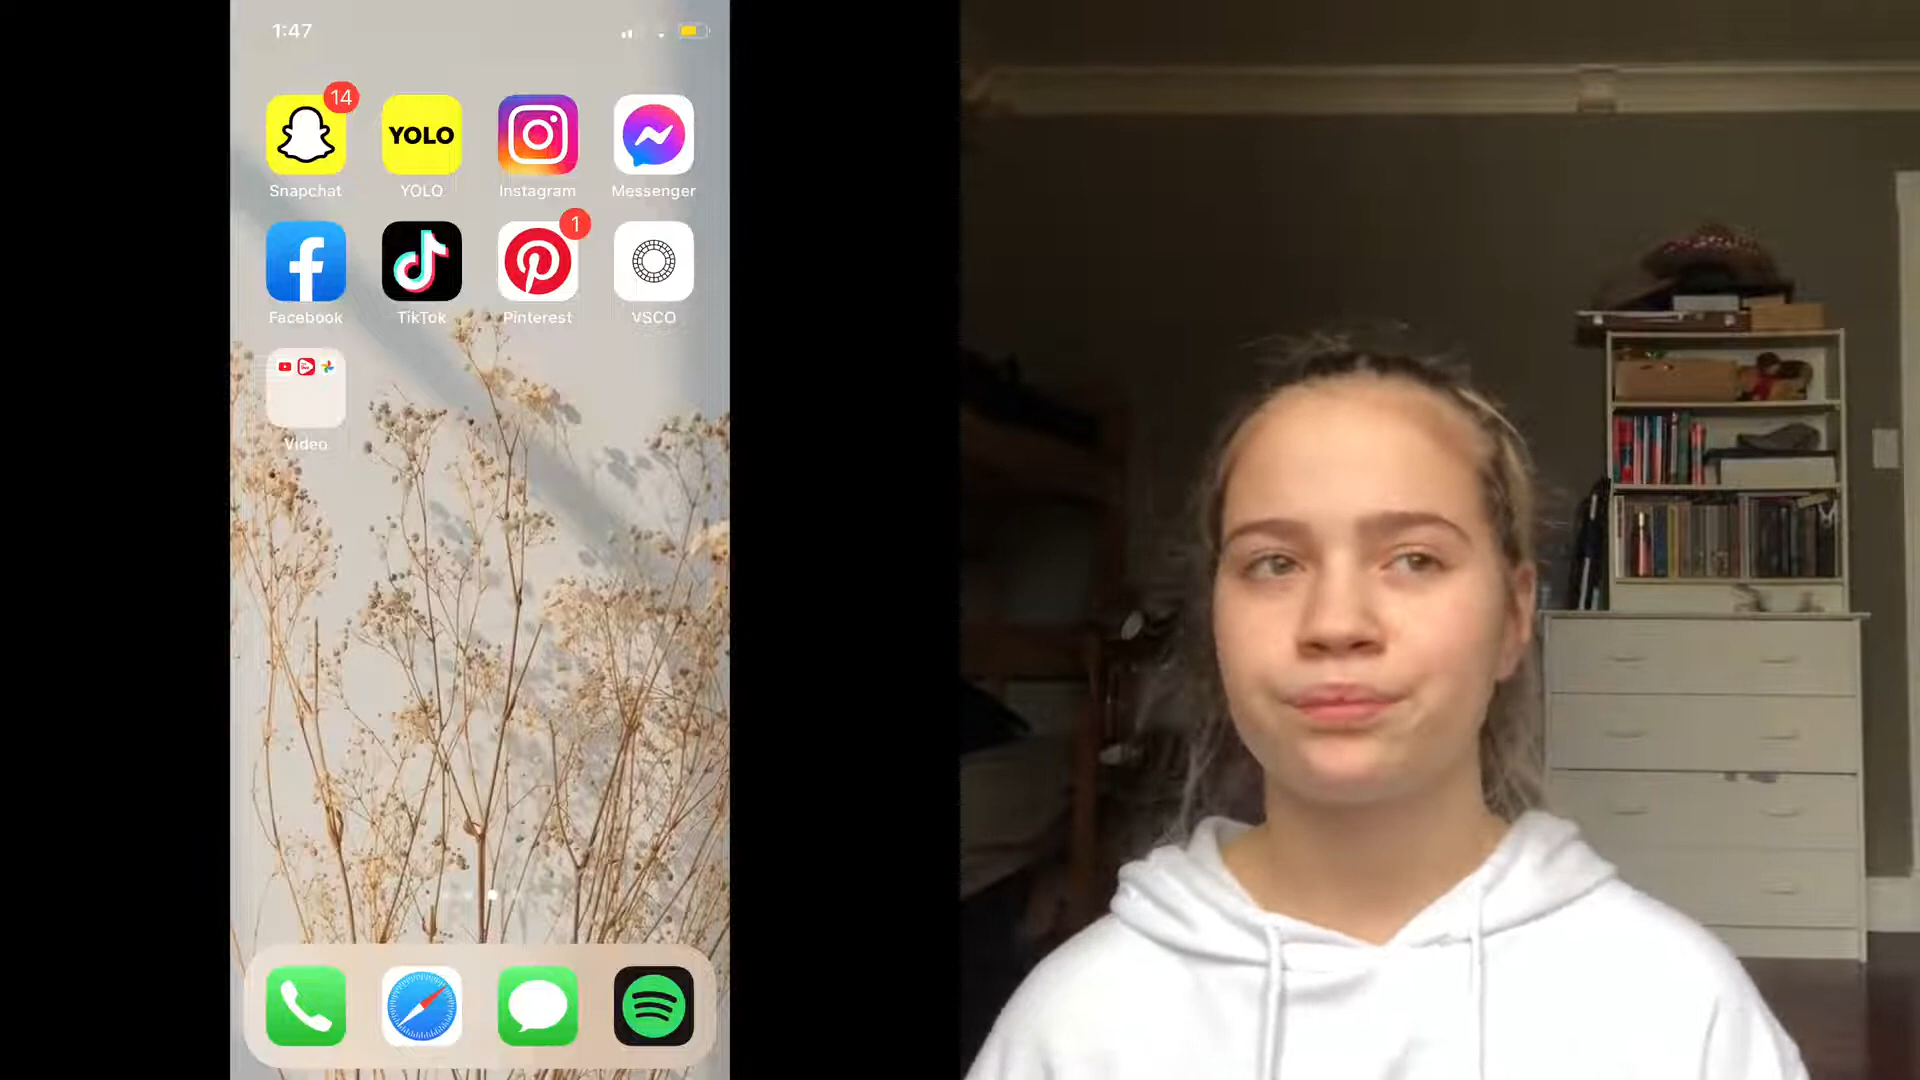 1:47
14
YOLO
Snapchat YOLO Instagram Messenger
1
Facebook TikTok Pinterest VSCO
Video